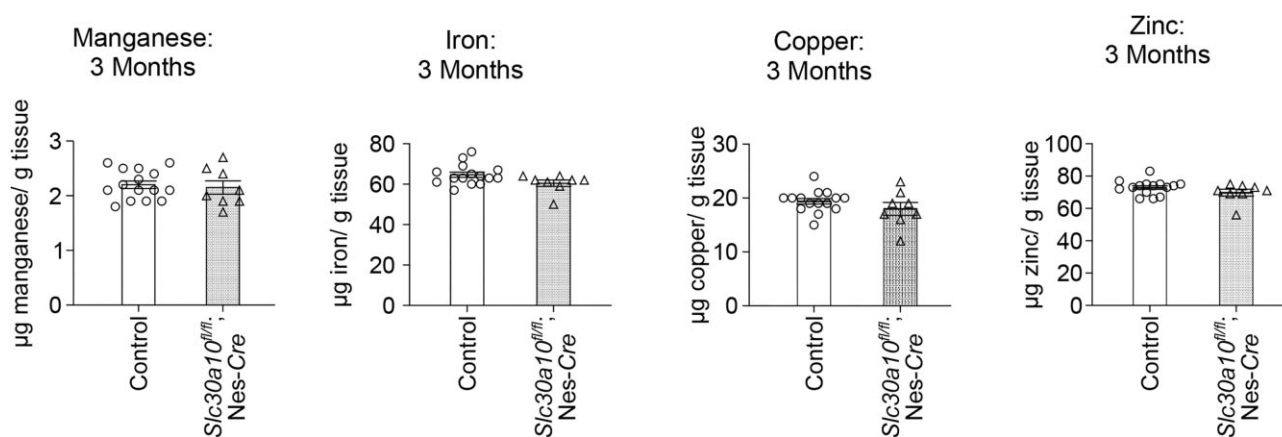 Manganese:
3 Months
µg manganese/ g tissue
3
2
1
0
Control
Slc30a10fl/fl;
Nes-Cre
Iron:
3 Months
µg iron/ g tissue
80
60
40
20
0
Control
Slc30a10fl/fl;
Nes-Cre
Copper:
3 Months
µg copper/ g tissue
30
20
10
0
Control
Slc30a10fl/fl;
Nes-Cre
Zinc:
3 Months
µg zinc/ g tissue
100
80
60
40
20
0
Control
Slc30a10fl/fl;
Nes-Cre